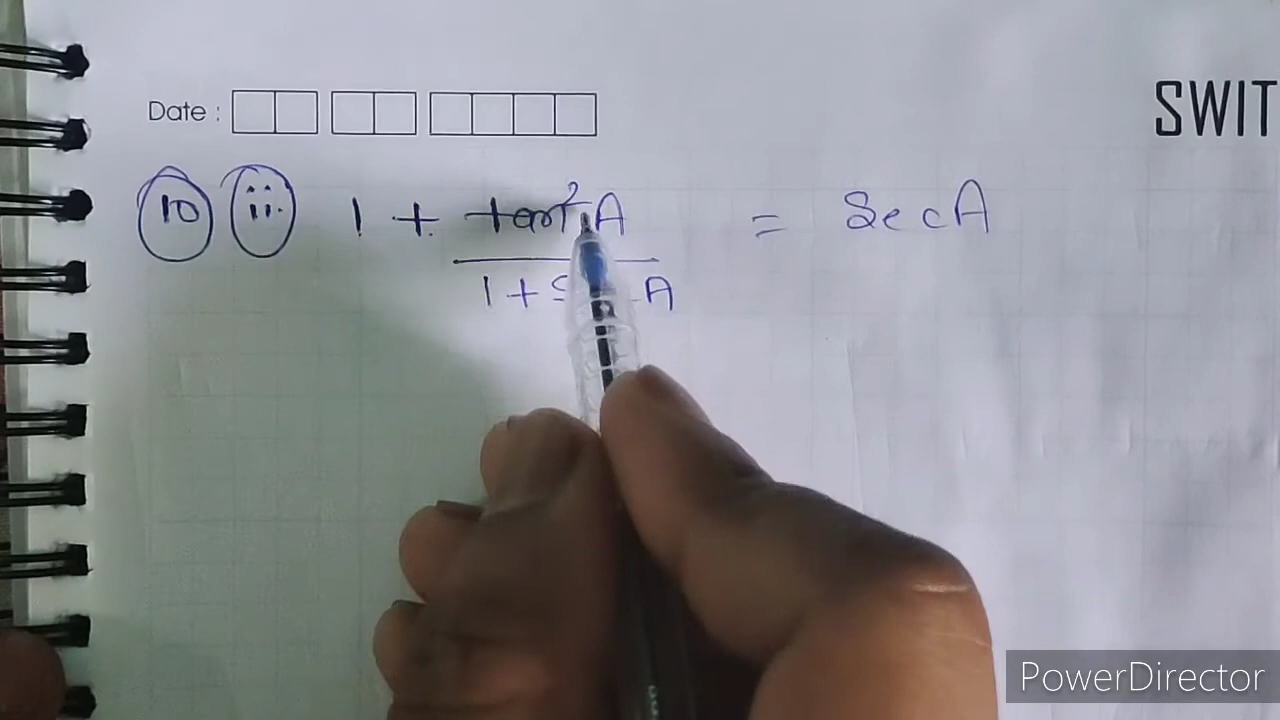 Date :
SWIT
10 ii. 1 + tan²A = SecA
1 + A
PowerDirector